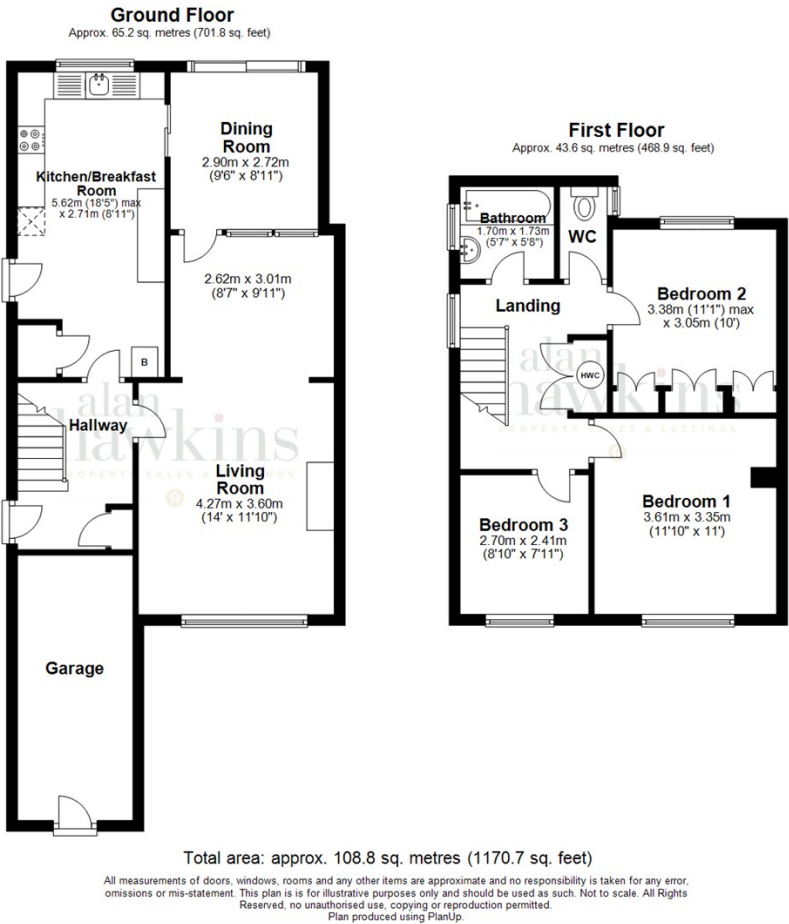 Ground Floor
Approx. 65.2 sq. metres (701.8 sq. feet)
Dining
Room
2.90m x 2.72m
(9'6" x 8'11")
Kitchen/Breakfast
Room
5.62m (18'5") max
x 2.71m (8'11")
2.62m x 3.01m
(8'7" x 9'11")
B
Hallway
Living
Room
4.27m x 3.60m
(14' x 11'10")
Garage
First Floor
Approx. 43.6 sq. metres (468.9 sq. feet)
Bathroom
1.70m x 1.73m
(5'7" x 5'8")
WC
Landing
Bedroom 2
3.38m (11'1") max
x 3.05m (10')
HWC
Bedroom 1
3.61m x 3.35m
(11'10" x 11')
Bedroom 3
2.70m x 2.41m
(8'10" x 7'11")
alan
hawkins
PROPERTY SALES & LETTINGS
alan
hawkins
PROPERTY SALES & LETTINGS
Total area: approx. 108.8 sq. metres (1170.7 sq. feet)
All measurements of doors, windows, rooms and any other items are approximate and no responsibility is taken for any error,
omissions or mis-statement. This plan is is for illustrative purposes only and should be used as such. Not to scale. All Rights
Reserved, no unauthorised use, copying or reproduction permitted.
Plan produced using PlanUp.